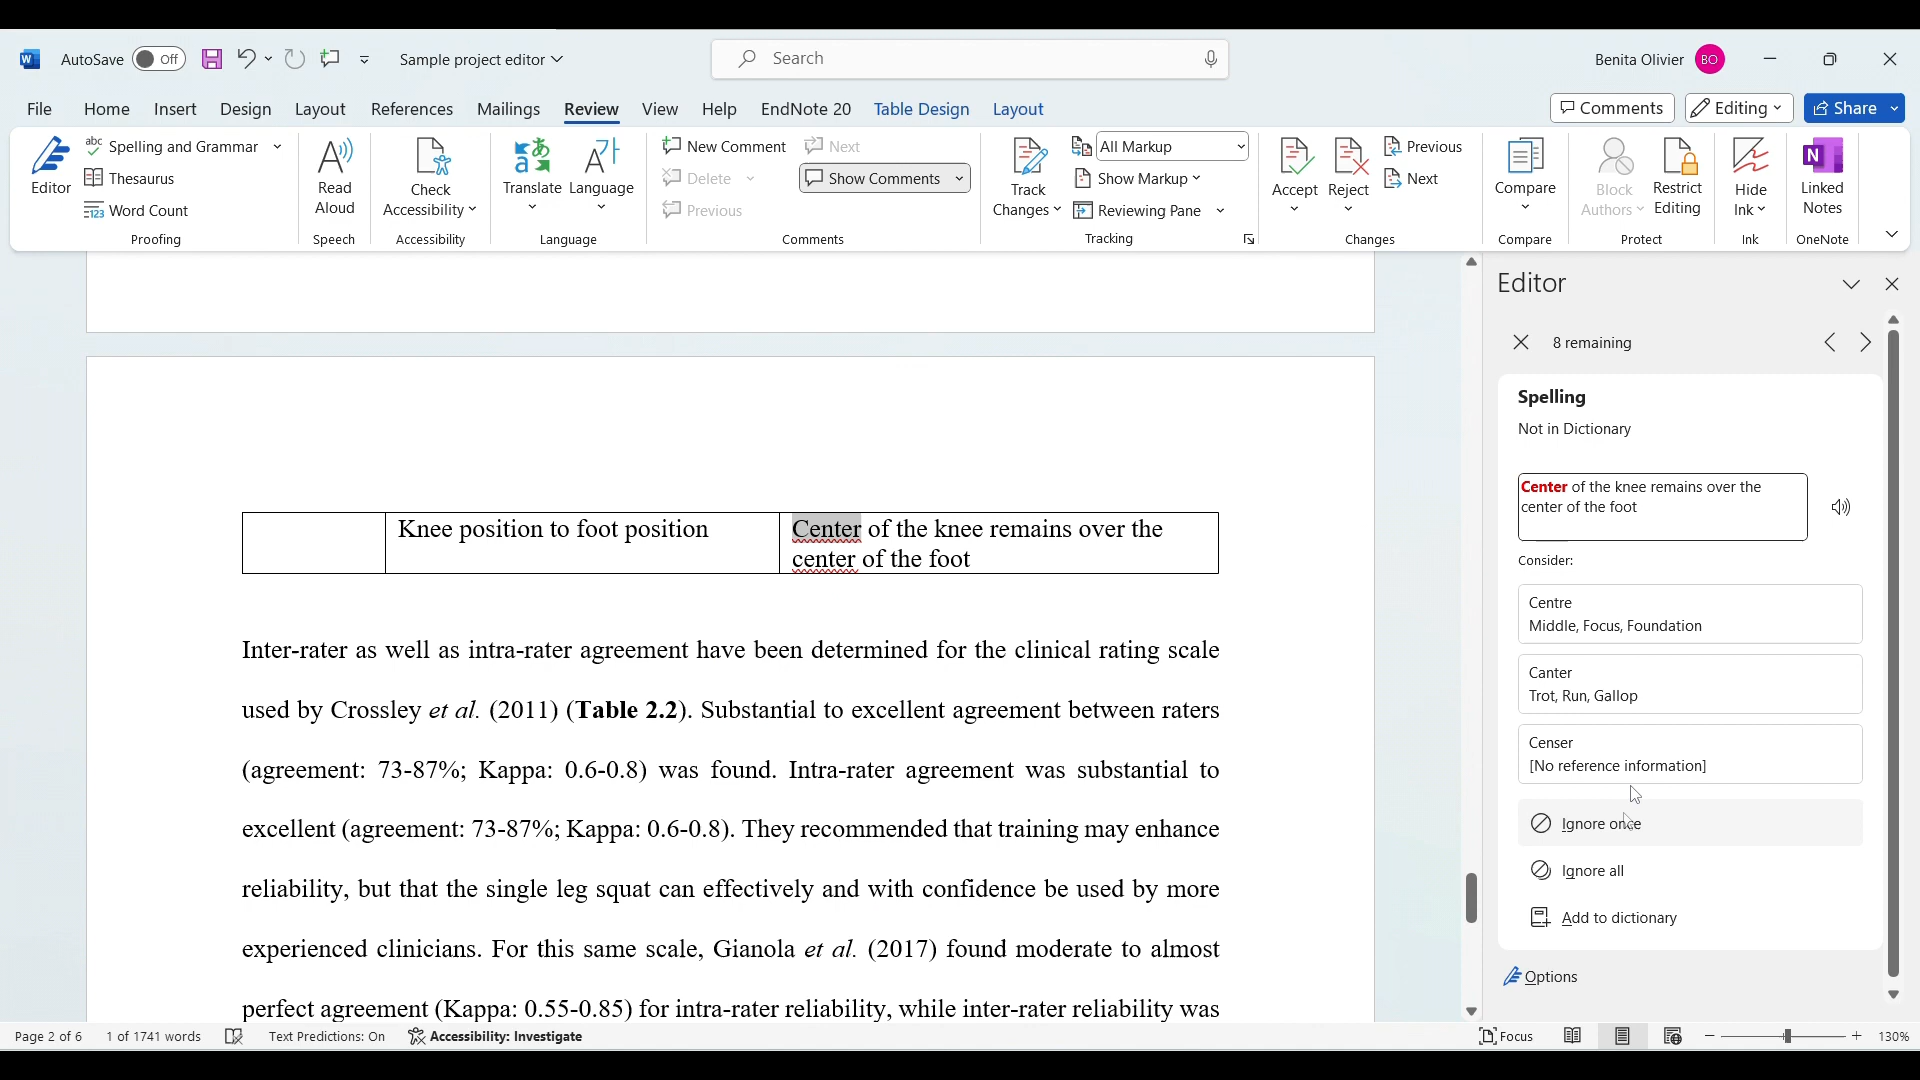 AutoSave Off Sample project editor Search Benita Olivier BO
File Home Insert Design Layout References Mailings Review View Help EndNote 20 Table Design Layout Comments Editing Share
Editor
Spelling and Grammar
Thesaurus
Word Count
Proofing
Read
Aloud
Speech
Check
Accessibility
Accessibility
Translate
Language
Language
New Comment
Delete
Previous
Next
Show Comments
Comments
Track
Changes
All Markup
Show Markup
Reviewing Pane
Tracking
Accept
Reject
Previous
Next
Changes
Compare
Compare
Block
Authors
Restrict
Editing
Protect
Hide
Ink
Ink
Linked
Notes
OneNote
Knee position to foot position
Center of the knee remains over the
center of the foot
Inter-rater as well as intra-rater agreement have been determined for the clinical rating scale
used by Crossley et al. (2011) (Table 2.2). Substantial to excellent agreement between raters
(agreement: 73-87%; Kappa: 0.6-0.8) was found. Intra-rater agreement was substantial to
excellent (agreement: 73-87%; Kappa: 0.6-0.8). They recommended that training may enhance
reliability, but that the single leg squat can effectively and with confidence be used by more
experienced clinicians. For this same scale, Gianola et al. (2017) found moderate to almost
perfect agreement (Kappa: 0.55-0.85) for intra-rater reliability, while inter-rater reliability was
Editor
8 remaining
Spelling
Not in Dictionary
Center of the knee remains over the
center of the foot
Consider:
Centre
Middle, Focus, Foundation
Canter
Trot, Run, Gallop
Censer
[No reference information]
Ignore once
Ignore all
Add to dictionary
Options
Page 2 of 6 1 of 1741 words Text Predictions: On Accessibility: Investigate Focus 130%